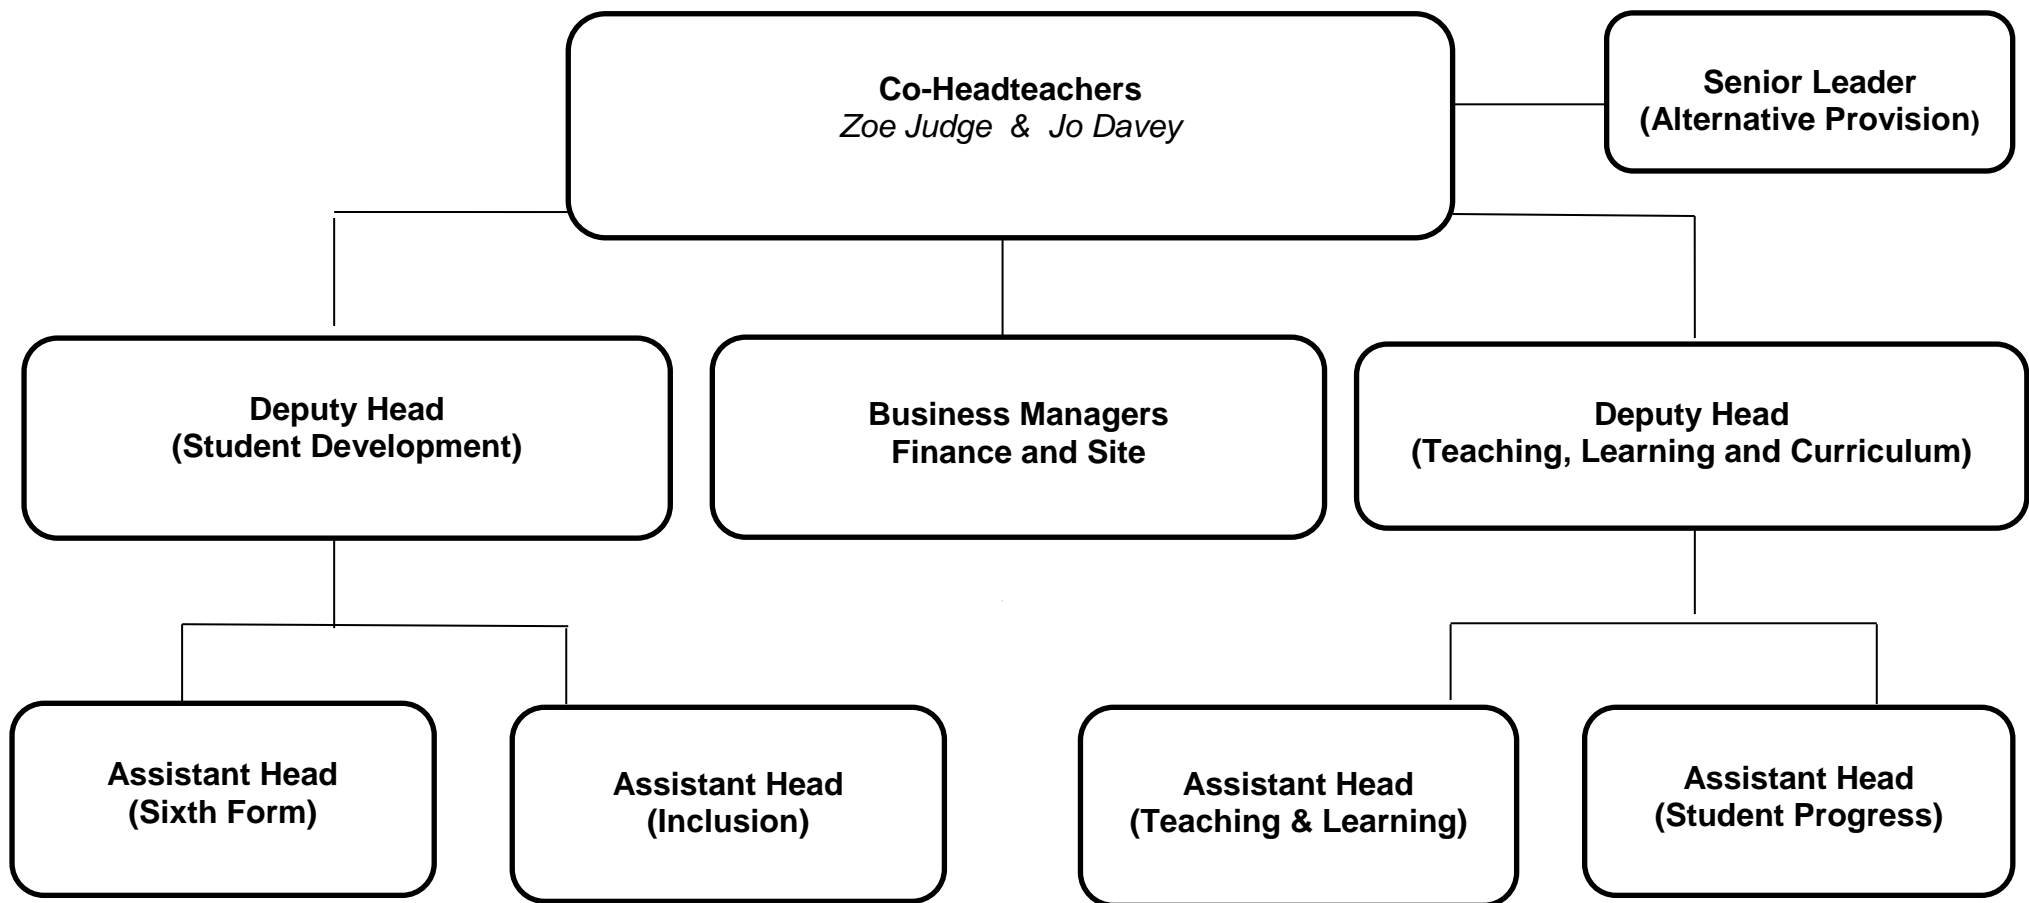 Co-Headteachers
Zoe Judge & Jo Davey
Senior Leader
(Alternative Provision)
Deputy Head
(Student Development)
Business Managers
Finance and Site
Deputy Head
(Teaching, Learning and Curriculum)
Assistant Head
(Sixth Form)
Assistant Head
(Inclusion)
Assistant Head
(Teaching & Learning)
Assistant Head
(Student Progress)